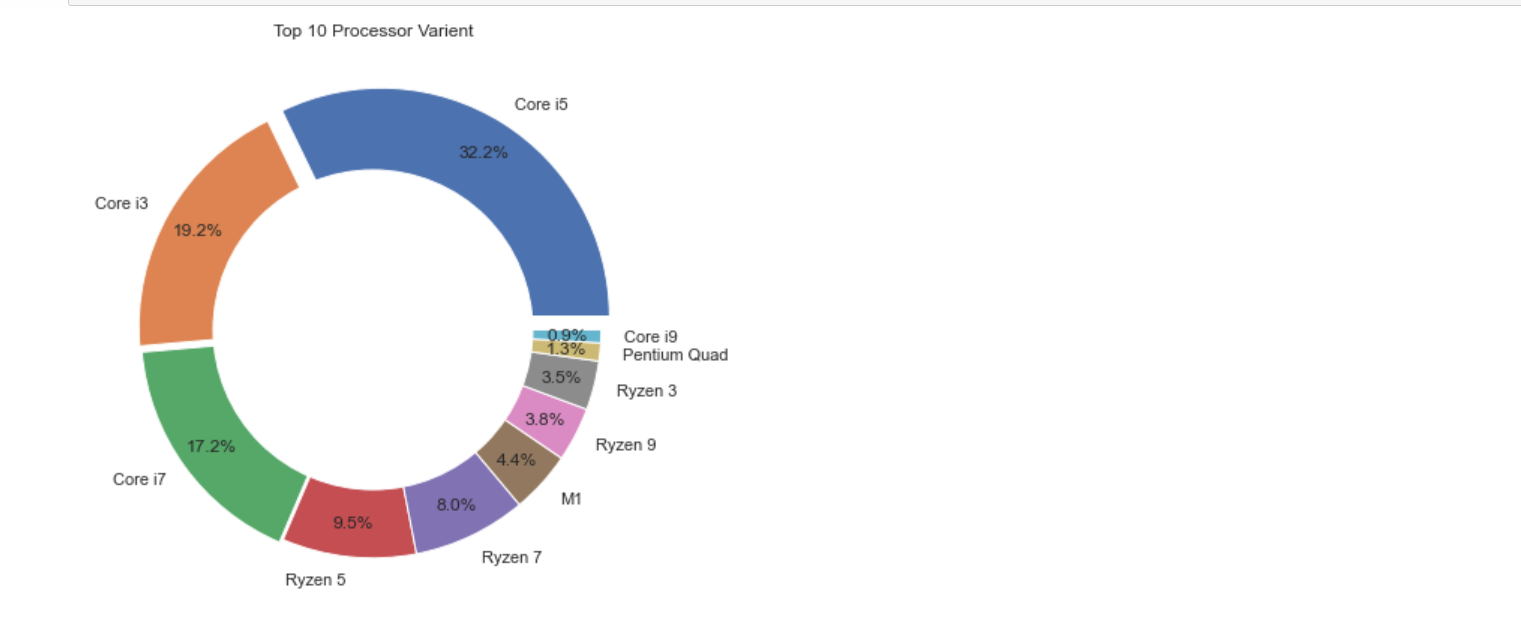 Top 10 Processor Varient
Core i5
32.2%
Core i3
19.2%
Core i7
17.2%
Ryzen 5
9.5%
Ryzen 7
8.0%
M1
4.4%
Ryzen 9
3.8%
Ryzen 3
3.5%
Pentium Quad
1.3%
Core i9
0.9%